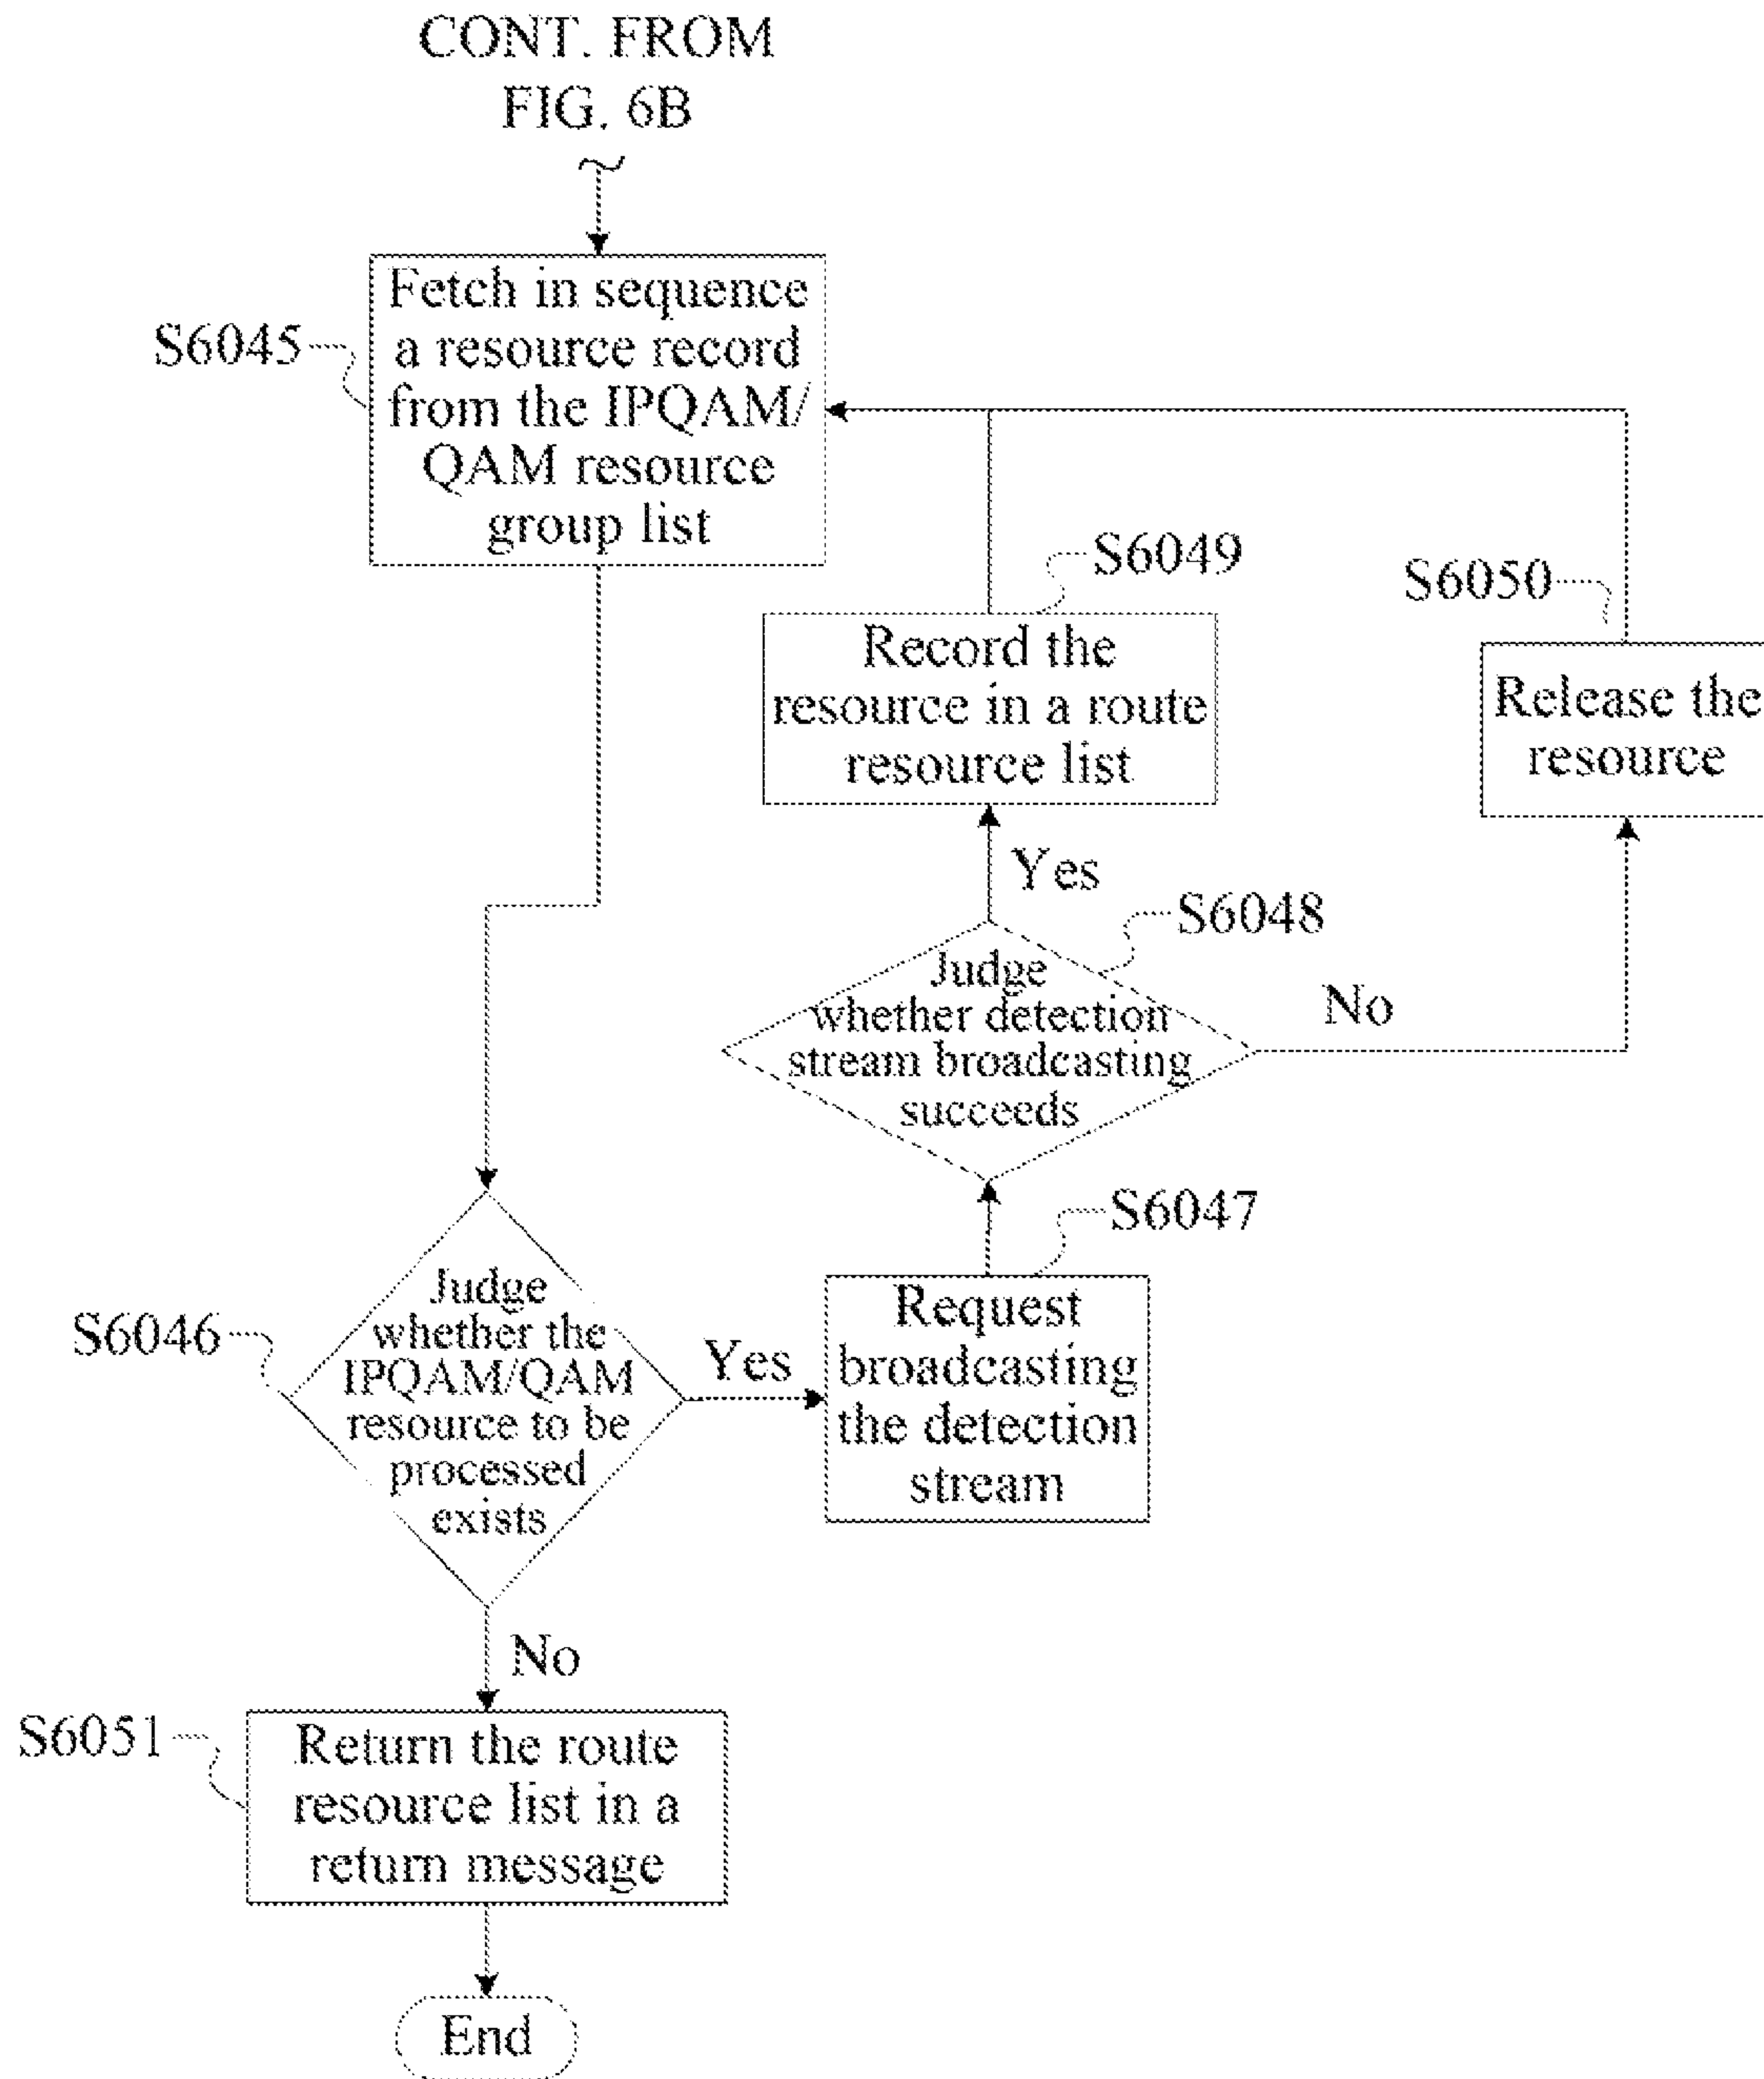 CONT. FROM
FIG. 6B
Fetch in sequence
a resource record
from the IPQAM/
QAM resource
group list
S6045
S6049
S6050
Record the
resource in a route
resource list
Release the
resource
Yes
S6048
Judge
whether detection
stream broadcasting
succeeds
No
S6047
Judge
whether the
IPQAM/QAM
resource to be
processed
exists
S6046
Yes
Request
broadcasting
the detection
stream
No
S6051
Return the route
resource list in a
return message
End